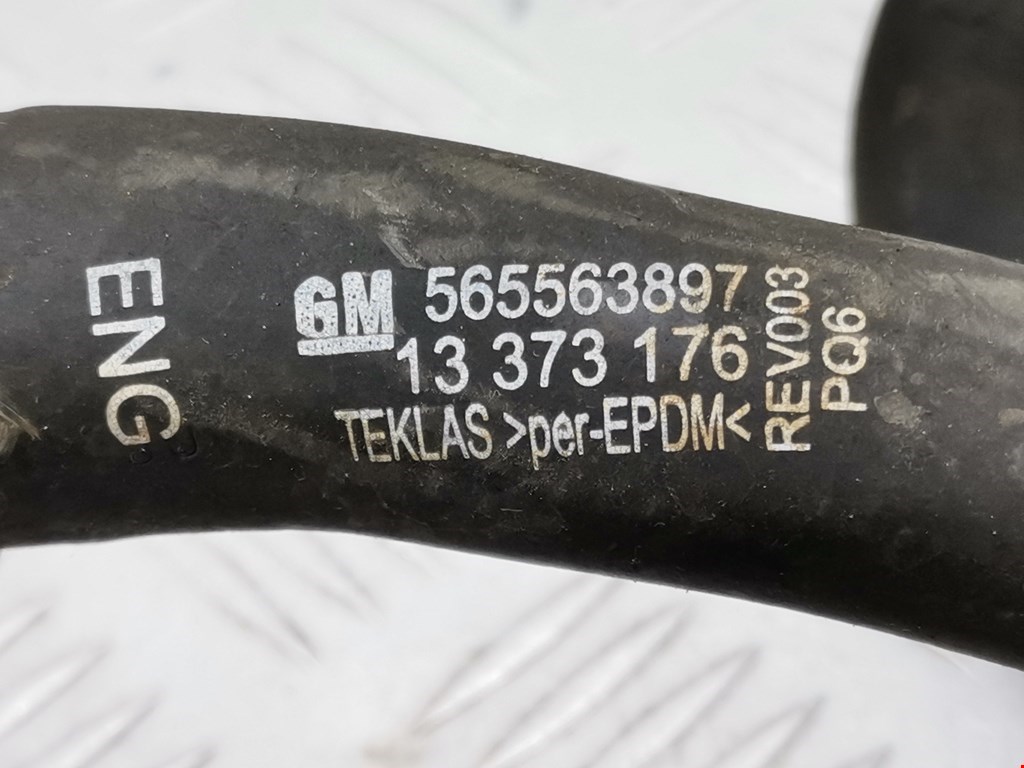 ENG
GM 565563897
13 373 176
TEKLAS >per-EPDM<
REV003
PQ6